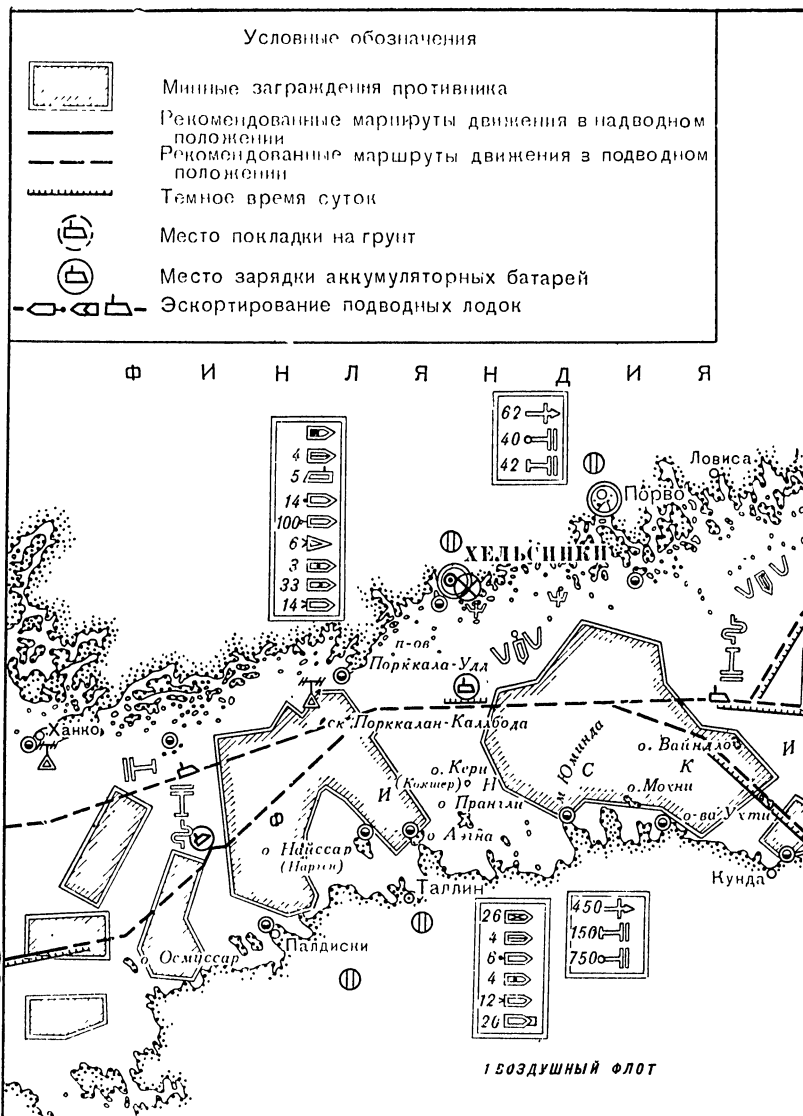 Условные обозначения
Минные заграждения противника
Рекомендованные маршруты движения в надводном
положении
Рекомендованные маршруты движения в подводном
положении
Темное время суток
Место покладки на грунт
Место зарядки аккумуляторных батарей
Эскортирование подводных лодок
Ф И Н Л Я Н Д И Я
62
40
42
4
5
14
100
6
3
33
14
Ловиса
Порво
ХЕЛЬСИНКИ
п-ов
Порккала-Удд
ск. Порккалан-Каллбода
Ханко
о. Вайндло
И
м Юминда
С
К
о. Кери
(Кокшер)
Н
И
о. Мохни
о Прангли
о-ва Ухти
о Аэгна
о Найссар
(Нарген)
Таллин
Кунда
Палдиски
о. Осмуссар
26
4
6
4
12
26
450
150
750
1 ВОЗДУШНЫЙ ФЛОТ